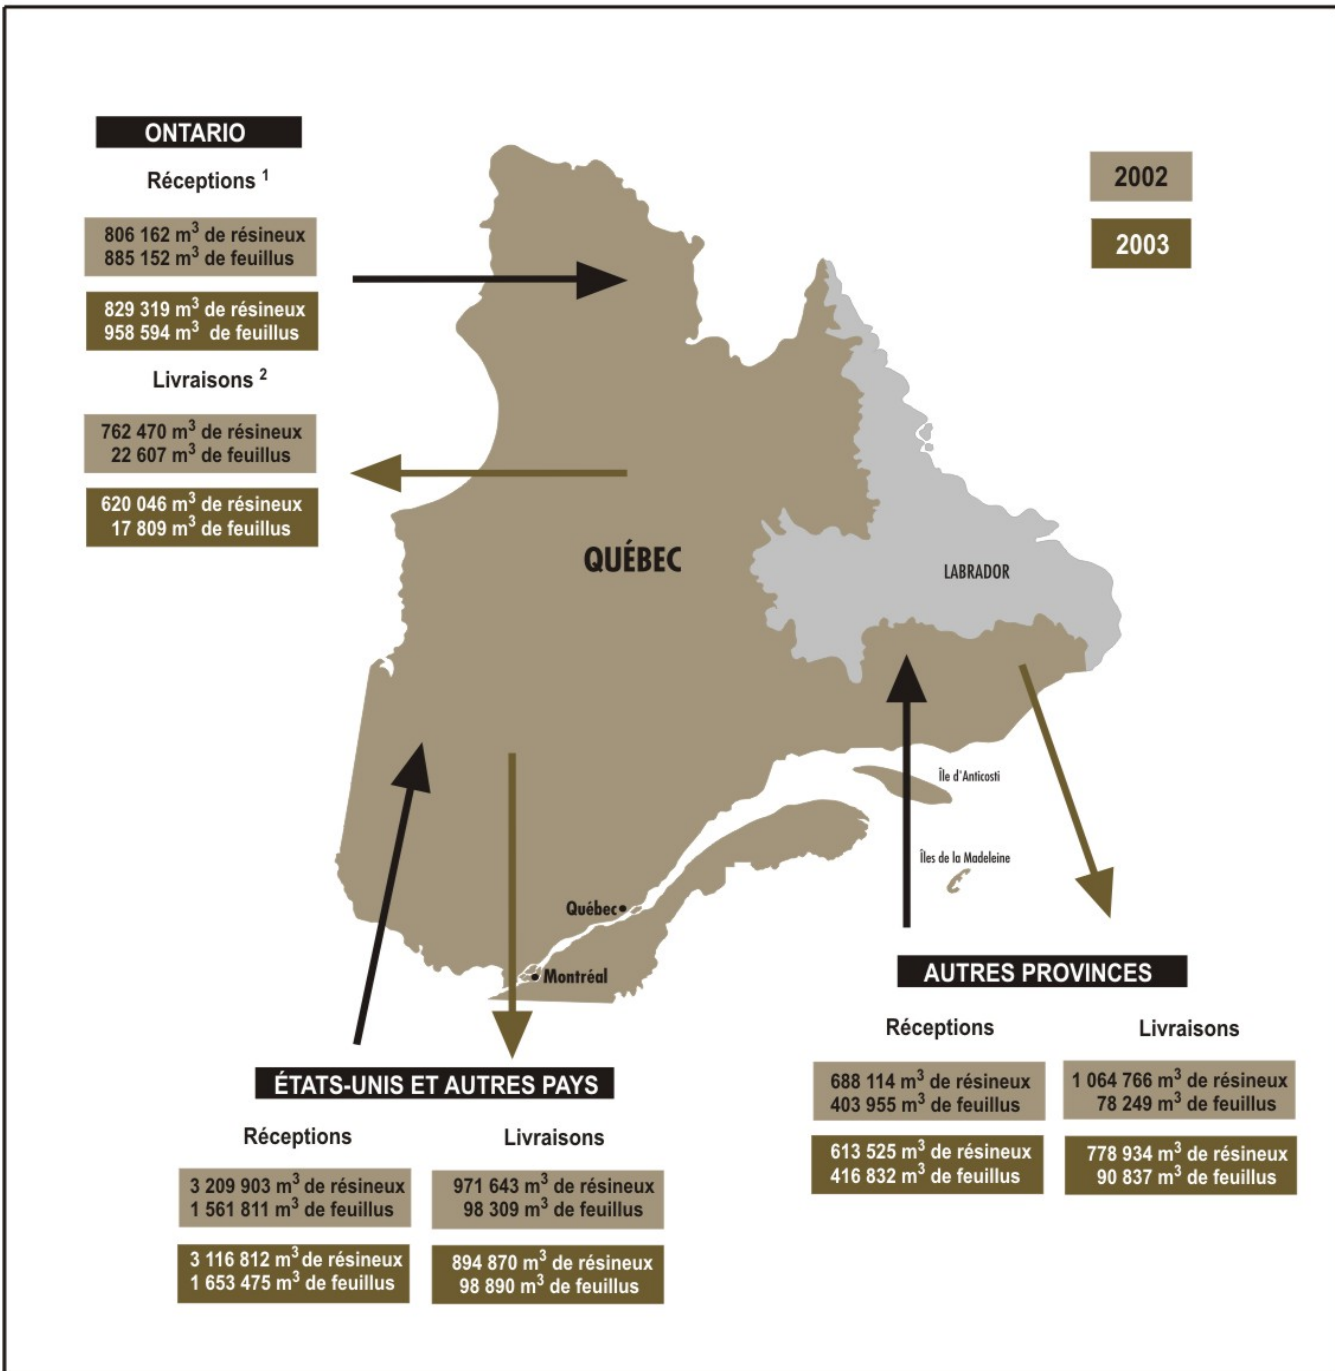 ONTARIO
Réceptions ¹
806 162 m³ de résineux
885 152 m³ de feuillus
829 319 m³ de résineux
958 594 m³ de feuillus
Livraisons ²
762 470 m³ de résineux
22 607 m³ de feuillus
620 046 m³ de résineux
17 809 m³ de feuillus
2002
2003
QUÉBEC
LABRADOR
Île d'Anticosti
Îles de la Madeleine
Québec
Montréal
ÉTATS-UNIS ET AUTRES PAYS
Réceptions
3 209 903 m³ de résineux
1 561 811 m³ de feuillus
3 116 812 m³ de résineux
1 653 475 m³ de feuillus
Livraisons
971 643 m³ de résineux
98 309 m³ de feuillus
894 870 m³ de résineux
98 890 m³ de feuillus
AUTRES PROVINCES
Réceptions
688 114 m³ de résineux
403 955 m³ de feuillus
613 525 m³ de résineux
416 832 m³ de feuillus
Livraisons
1 064 766 m³ de résineux
78 249 m³ de feuillus
778 934 m³ de résineux
90 837 m³ de feuillus